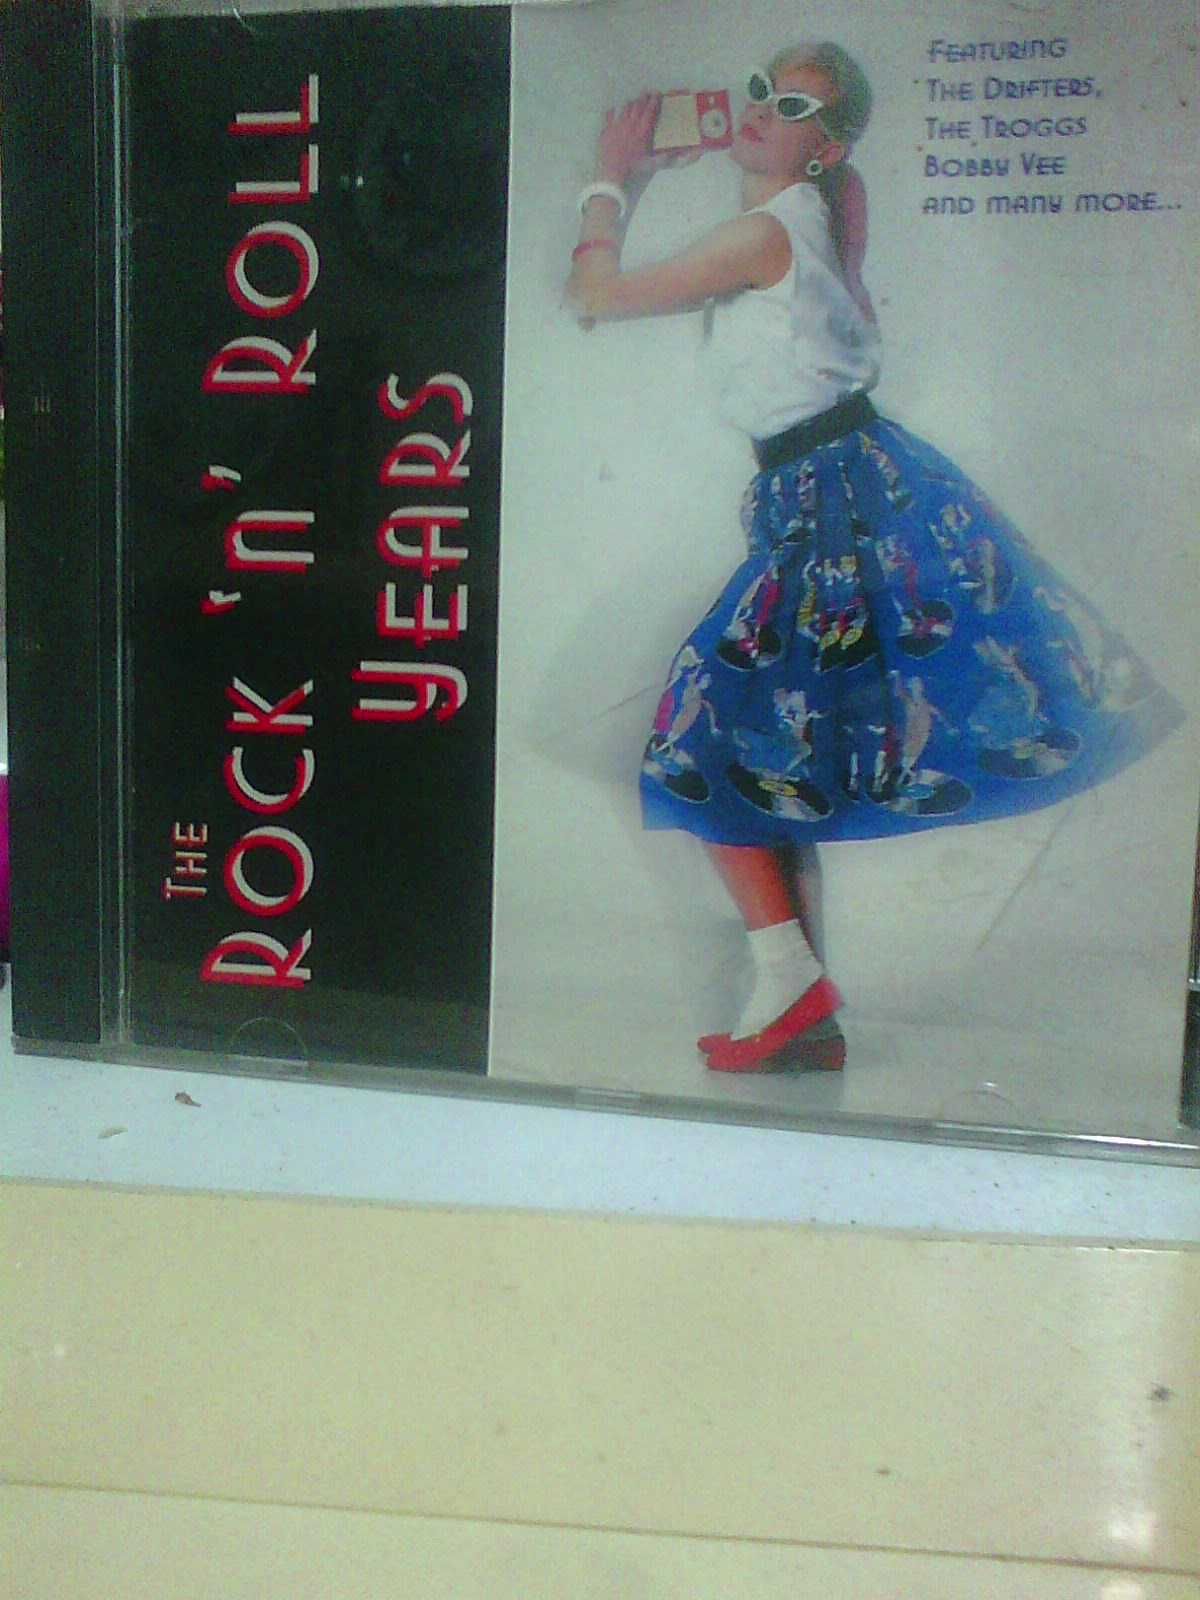 THE
ROCK 'n' ROLL
YEARS
FEATURING
THE DRIFTERS,
THE TROGGS
BOBBY VEE
AND MANY MORE...